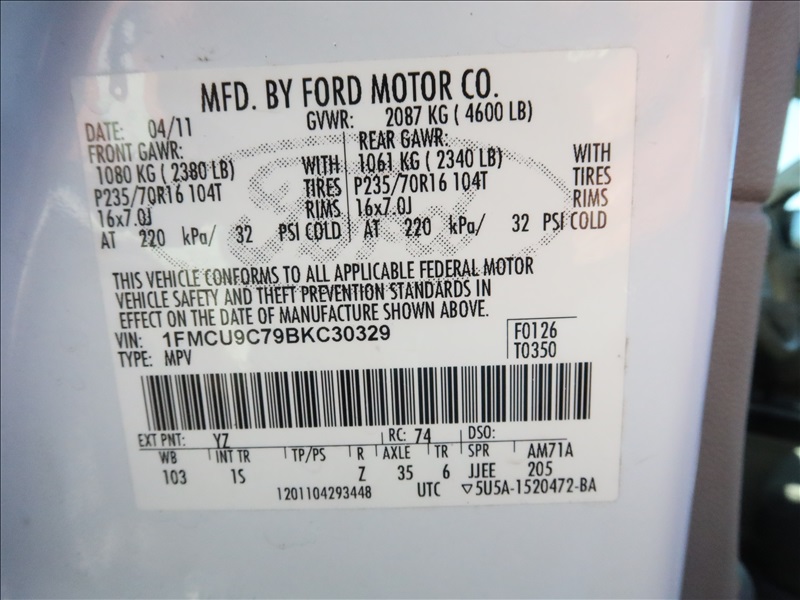 MFD. BY FORD MOTOR CO.
DATE: 04/11 GVWR: 2087 KG ( 4600 LB)
FRONT GAWR: REAR GAWR:
1080 KG ( 2380 LB) WITH 1061 KG ( 2340 LB) WITH
P235/70R16 104T TIRES P235/70R16 104T TIRES
16x7.0J RIMS 16x7.0J RIMS
AT 220 kPa/ 32 PSI COLD AT 220 kPa/ 32 PSI COLD
Ford
THIS VEHICLE CONFORMS TO ALL APPLICABLE FEDERAL MOTOR
VEHICLE SAFETY AND THEFT PREVENTION STANDARDS IN
EFFECT ON THE DATE OF MANUFACTURE SHOWN ABOVE.
VIN: 1FMCU9C79BKC30329 F0126
TYPE: MPV T0350
EXT PNT: YZ RC: 74 DSO:
WB INT TR TP/PS R AXLE TR SPR AM71A
103 1S Z 35 6 JJEE 205
1201104293448 UTC ▽5U5A-1520472-BA